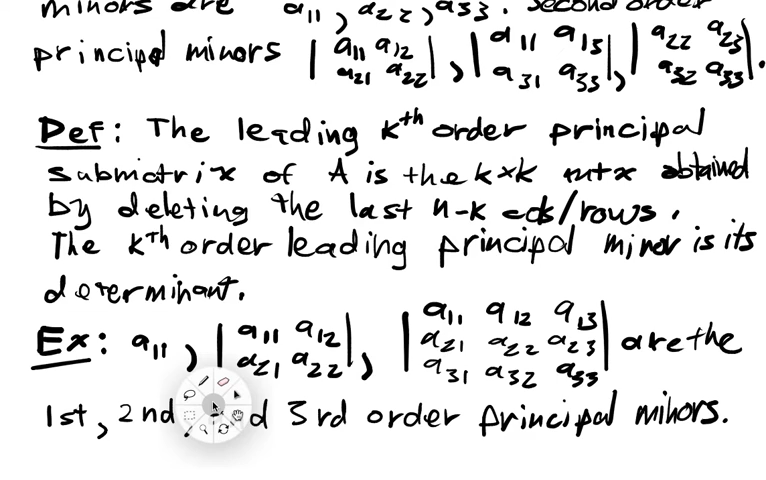 minors are a11, a22, a33. Second order
principal minors | a11 a12 a21 a22 |, | a11 a13 a31 a33 |, | a22 a23 a32 a33 |.
Def: The leading kth order principal
submatrix of A is the k×k mtx obtained
by deleting the last n-k cols/rows.
The kth order leading principal minor is its
determinant.
Ex: a11, | a11 a12 a21 a22 |, | a11 a12 a13 a21 a22 a23 a31 a32 a33 | are the
1st, 2nd d 3rd order principal minors.